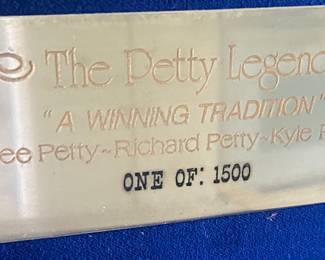 The Petty Legend
"A WINNING TRADITION"
ee Petty~Richard Petty~Kyle P
ONE OF: 1500